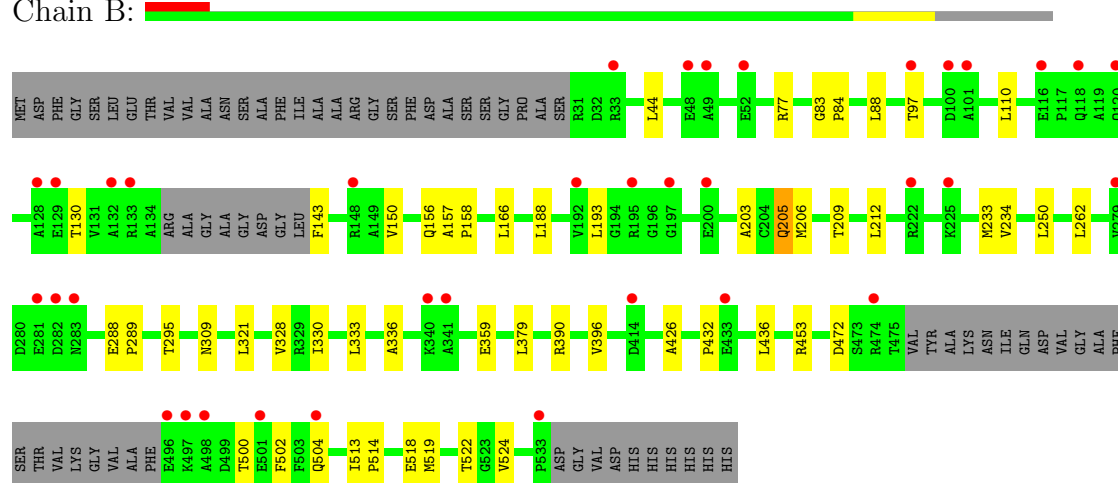 Chain B:
MET ASP PHE GLY SER LEU GLU THR VAL VAL ALA ASN SER ALA PHE ILE ALA ALA ARG GLY SER PHE ASP ALA SER SER GLY PRO ALA SER R31 D32 R33 L44 E48 A49 E52 R77 G83 P84 L88 T97 D100 A101 L110 E116 P117 Q118 A119
A128 E129 T130 V131 A132 R133 A134 ARG ALA GLY ALA GLY ASP GLY LEU F143 R148 A149 V150 Q156 A157 P158 L166 L188 V192 L193 G194 R195 G196 G197 E200 A203 C204 Q205 M206 T209 L212 R222 K225 M233 V234 L250 L262
D280 E281 D282 N283 E288 P289 T295 N309 L321 V328 R329 I330 L333 A336 K340 A341 E359 L379 R390 V396 D414 A426 P432 E433 L436 R453 D472 S473 R474 T475 VAL TYR ALA LYS ASN ILE GLN ASP VAL GLY ALA PHE
SER THR VAL LYS GLY VAL ALA PHE E496 K497 A498 D499 T500 E501 F502 F503 Q504 I513 P514 E518 M519 T522 G523 V524 P533 ASP GLY VAL ASP HIS HIS HIS HIS HIS HIS